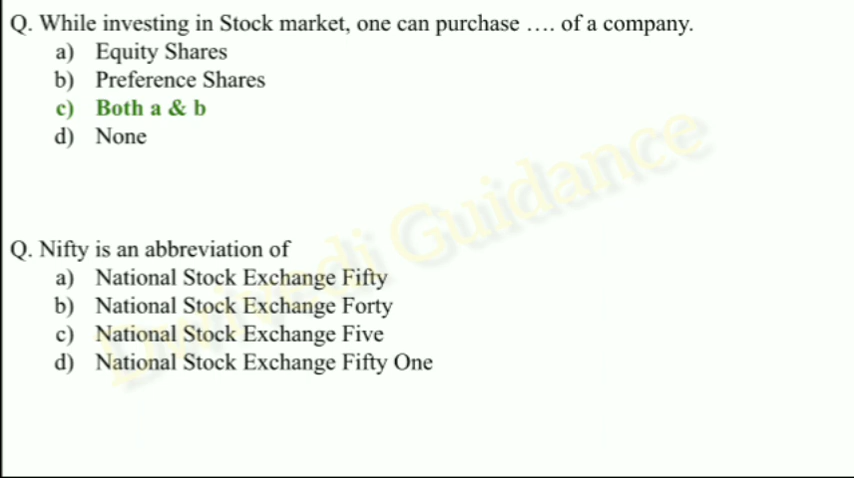 Q. While investing in Stock market, one can purchase .... of a company.
a) Equity Shares
b) Preference Shares
c) Both a & b
d) None
Dwivedi Guidance
Q. Nifty is an abbreviation of
a) National Stock Exchange Fifty
b) National Stock Exchange Forty
c) National Stock Exchange Five
d) National Stock Exchange Fifty One